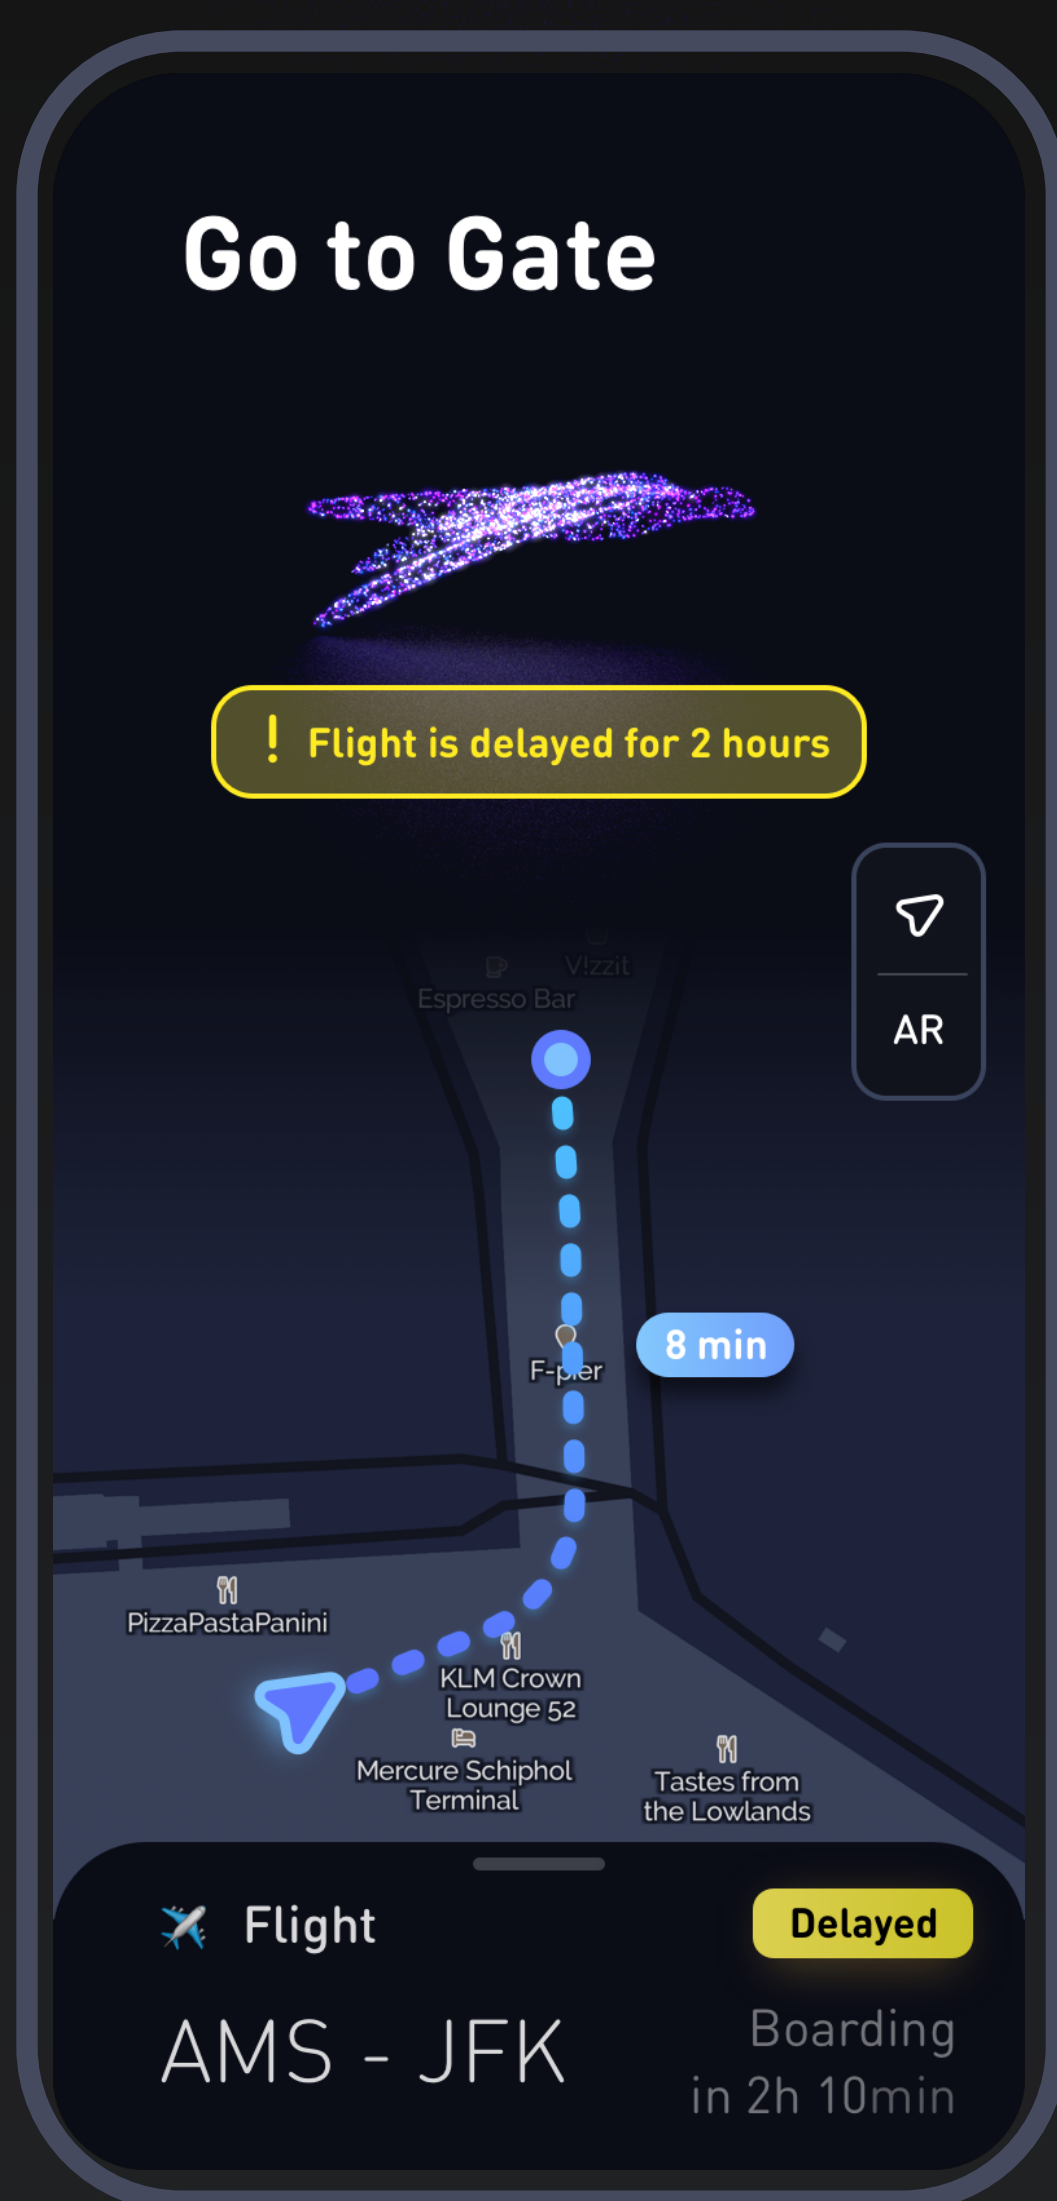 Go to Gate
! Flight is delayed for 2 hours
V!zzit
Espresso Bar
AR
8 min
F-pier
PizzaPastaPanini
KLM Crown
Lounge 52
Mercure Schiphol
Terminal
Tastes from
the Lowlands
Flight
Delayed
AMS - JFK
Boarding
in 2h 10min